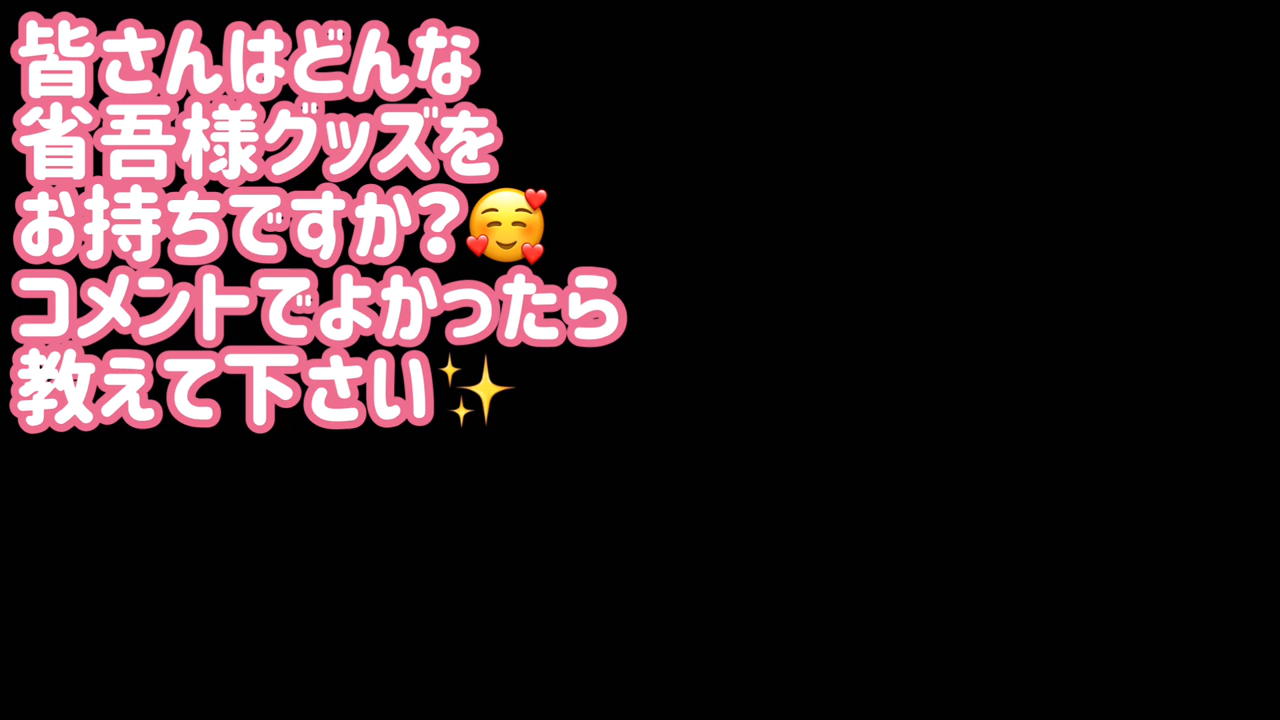 皆さんはどんな
省吾様グッズを
お持ちですか?🥰
コメントでよかったら
教えて下さい✨